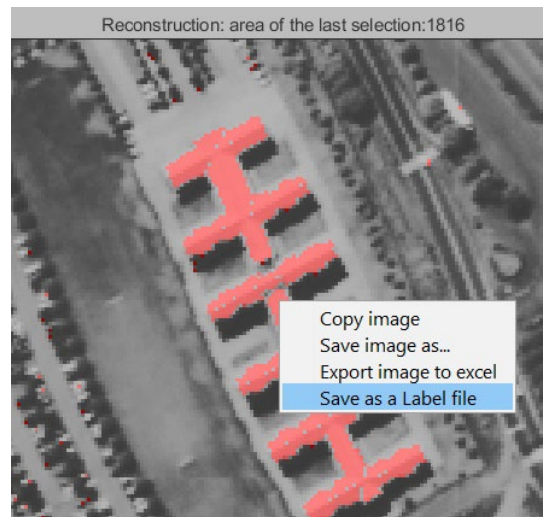 Reconstruction: area of the last selection:1816
Copy image
Save image as...
Export image to excel
Save as a Label file